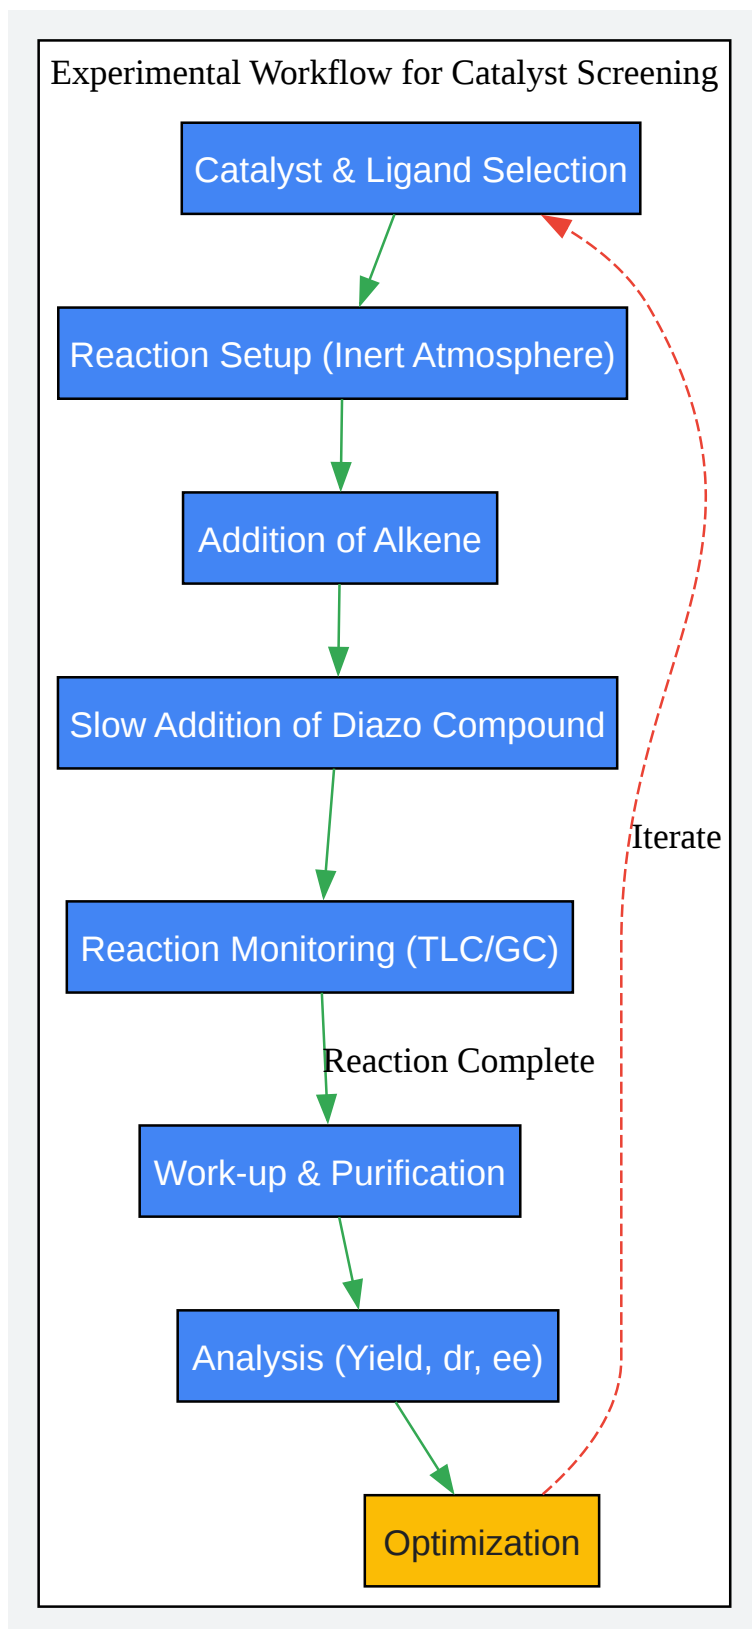 Experimental Workflow for Catalyst Screening
Catalyst & Ligand Selection
Reaction Setup (Inert Atmosphere)
Addition of Alkene
Slow Addition of Diazo Compound
Iterate
Reaction Monitoring (TLC/GC)
Reaction Complete
Work-up & Purification
Analysis (Yield, dr, ee)
Optimization